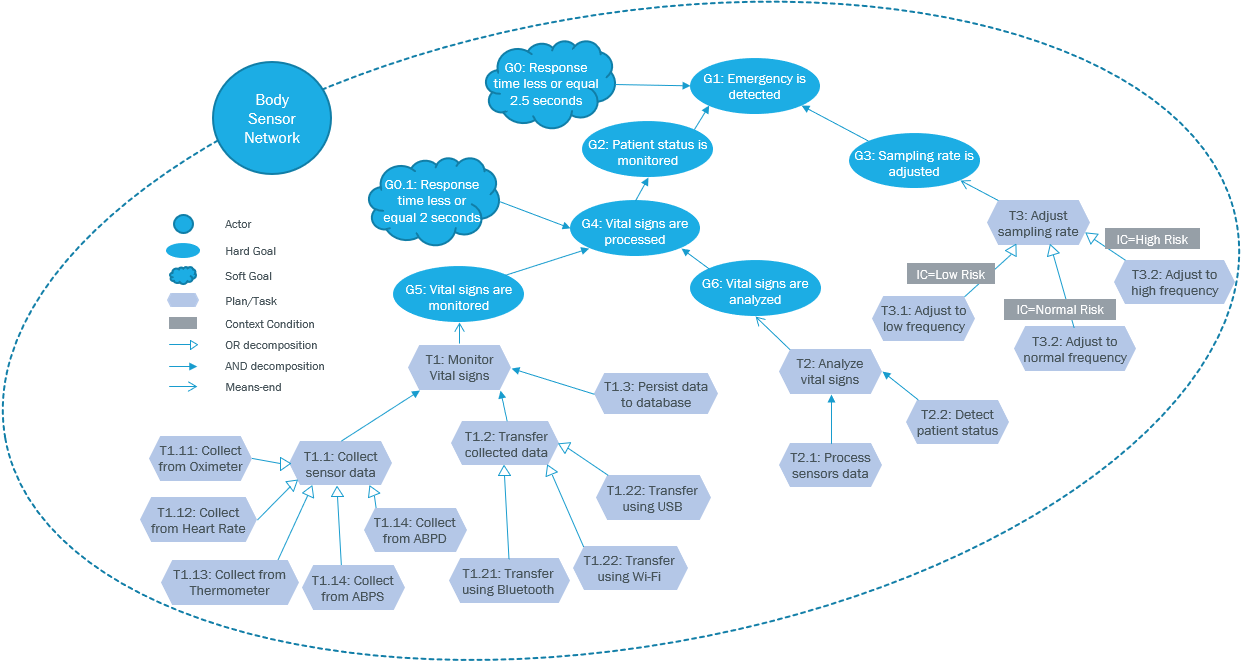 Body
Sensor
Network
G0: Response
time less or equal
2.5 seconds
G1: Emergency is
detected
G2: Patient status is
monitored
G3: Sampling rate is
adjusted
G0.1: Response
time less or
equal 2 seconds
G4: Vital signs are
processed
T3: Adjust
sampling rate
IC=High Risk
T3.2: Adjust to
high frequency
IC=Low Risk
T3.1: Adjust to
low frequency
IC=Normal Risk
T3.2: Adjust to
normal frequency
G5: Vital signs are
monitored
G6: Vital signs are
analyzed
Actor
Hard Goal
Soft Goal
Plan/Task
Context Condition
OR decomposition
AND decomposition
Means-end
T1: Monitor
Vital signs
T1.3: Persist data
to database
T2: Analyze
vital signs
T2.2: Detect
patient status
T2.1: Process
sensors data
T1.1: Collect
sensor data
T1.2: Transfer
collected data
T1.11: Collect
from Oximeter
T1.12: Collect
from Heart Rate
T1.13: Collect from
Thermometer
T1.14: Collect
from ABPS
T1.14: Collect
from ABPD
T1.21: Transfer
using Bluetooth
T1.22: Transfer
using Wi-Fi
T1.22: Transfer
using USB